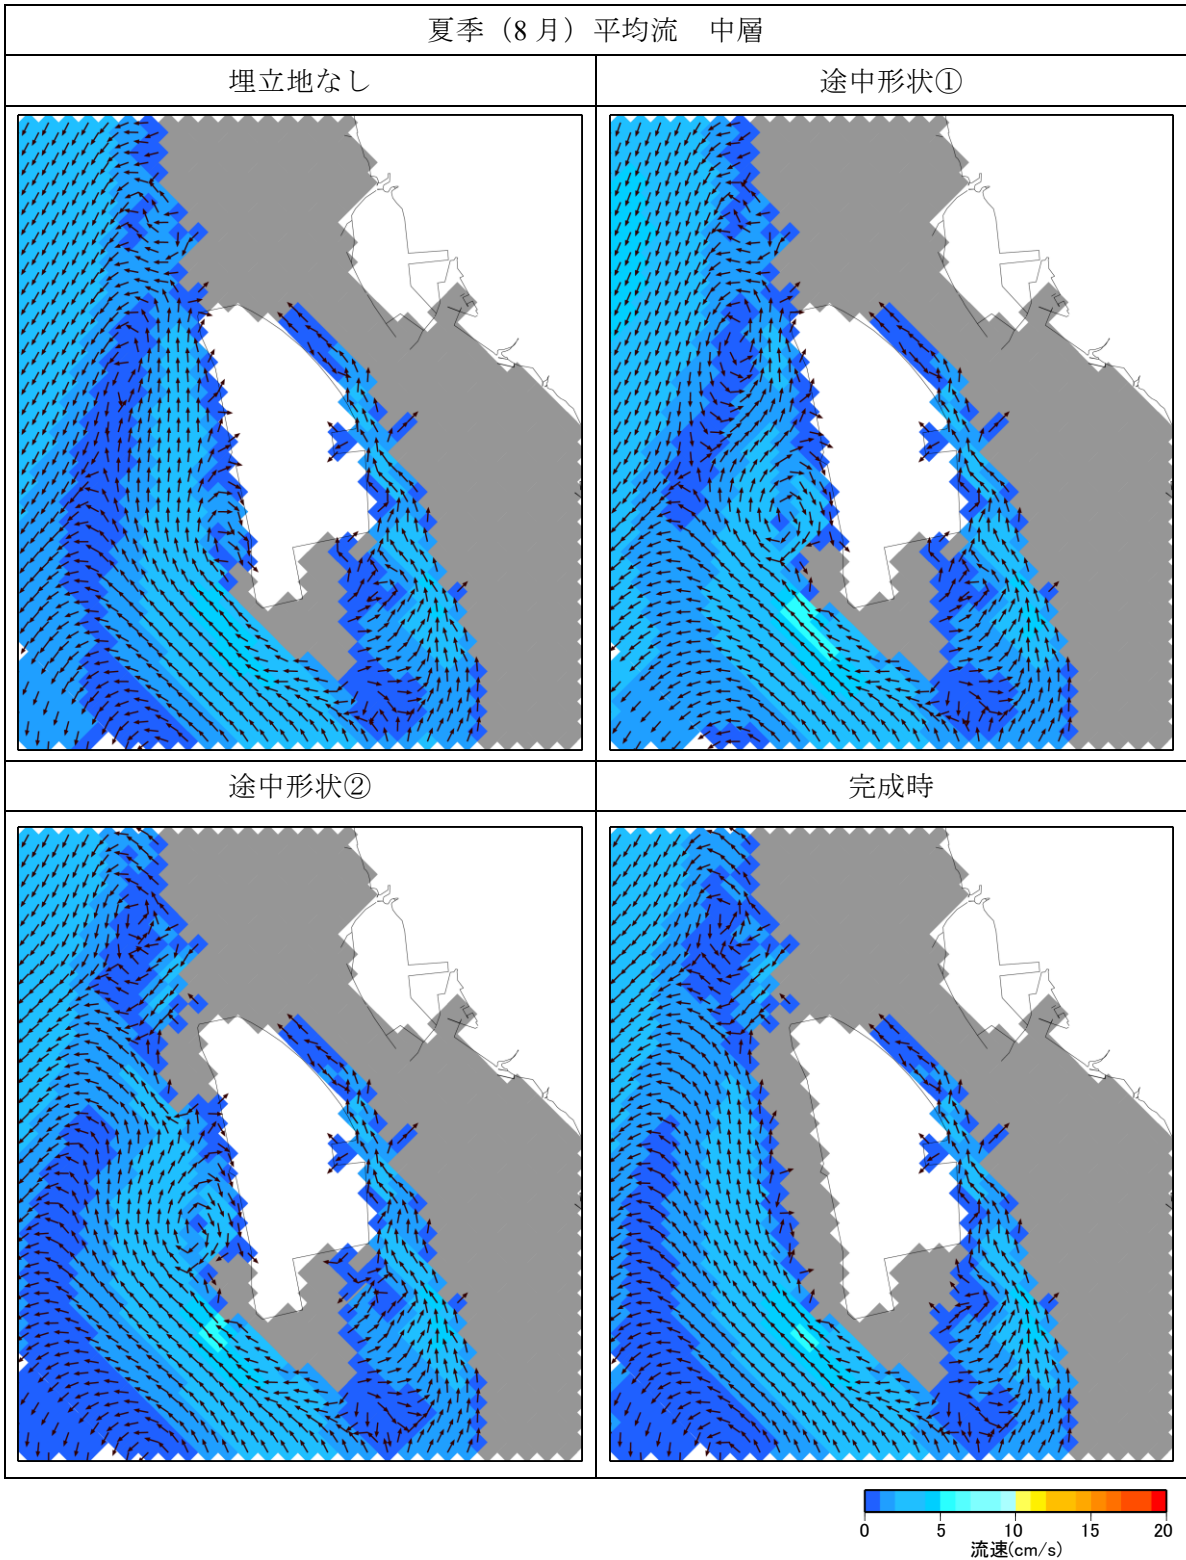 夏季（8月）平均流　中層
埋立地なし
途中形状①
途中形状②
完成時
0 5 10 15 20
流速(cm/s)